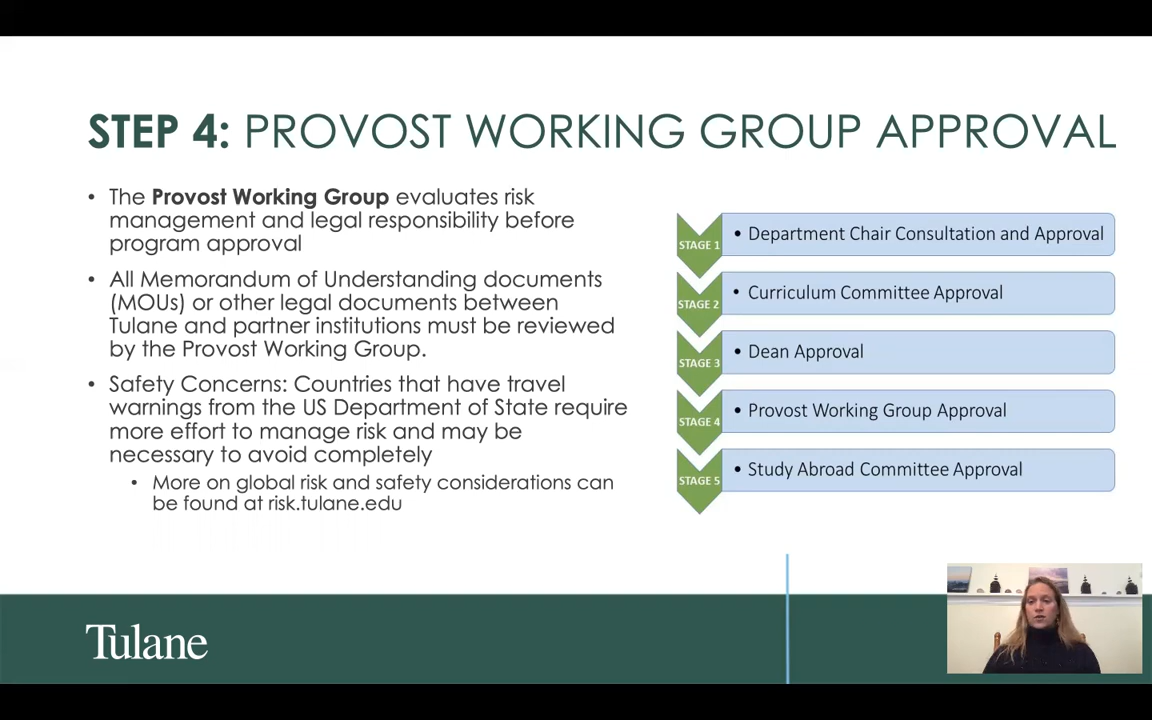 STEP 4: PROVOST WORKING GROUP APPROVAL
• The Provost Working Group evaluates risk
management and legal responsibility before
program approval
• All Memorandum of Understanding documents
(MOUs) or other legal documents between
Tulane and partner institutions must be reviewed
by the Provost Working Group.
• Safety Concerns: Countries that have travel
warnings from the US Department of State require
more effort to manage risk and may be
necessary to avoid completely
• More on global risk and safety considerations can
be found at risk.tulane.edu
STAGE 1
• Department Chair Consultation and Approval
STAGE 2
• Curriculum Committee Approval
STAGE 3
• Dean Approval
STAGE 4
• Provost Working Group Approval
STAGE 5
• Study Abroad Committee Approval
Tulane